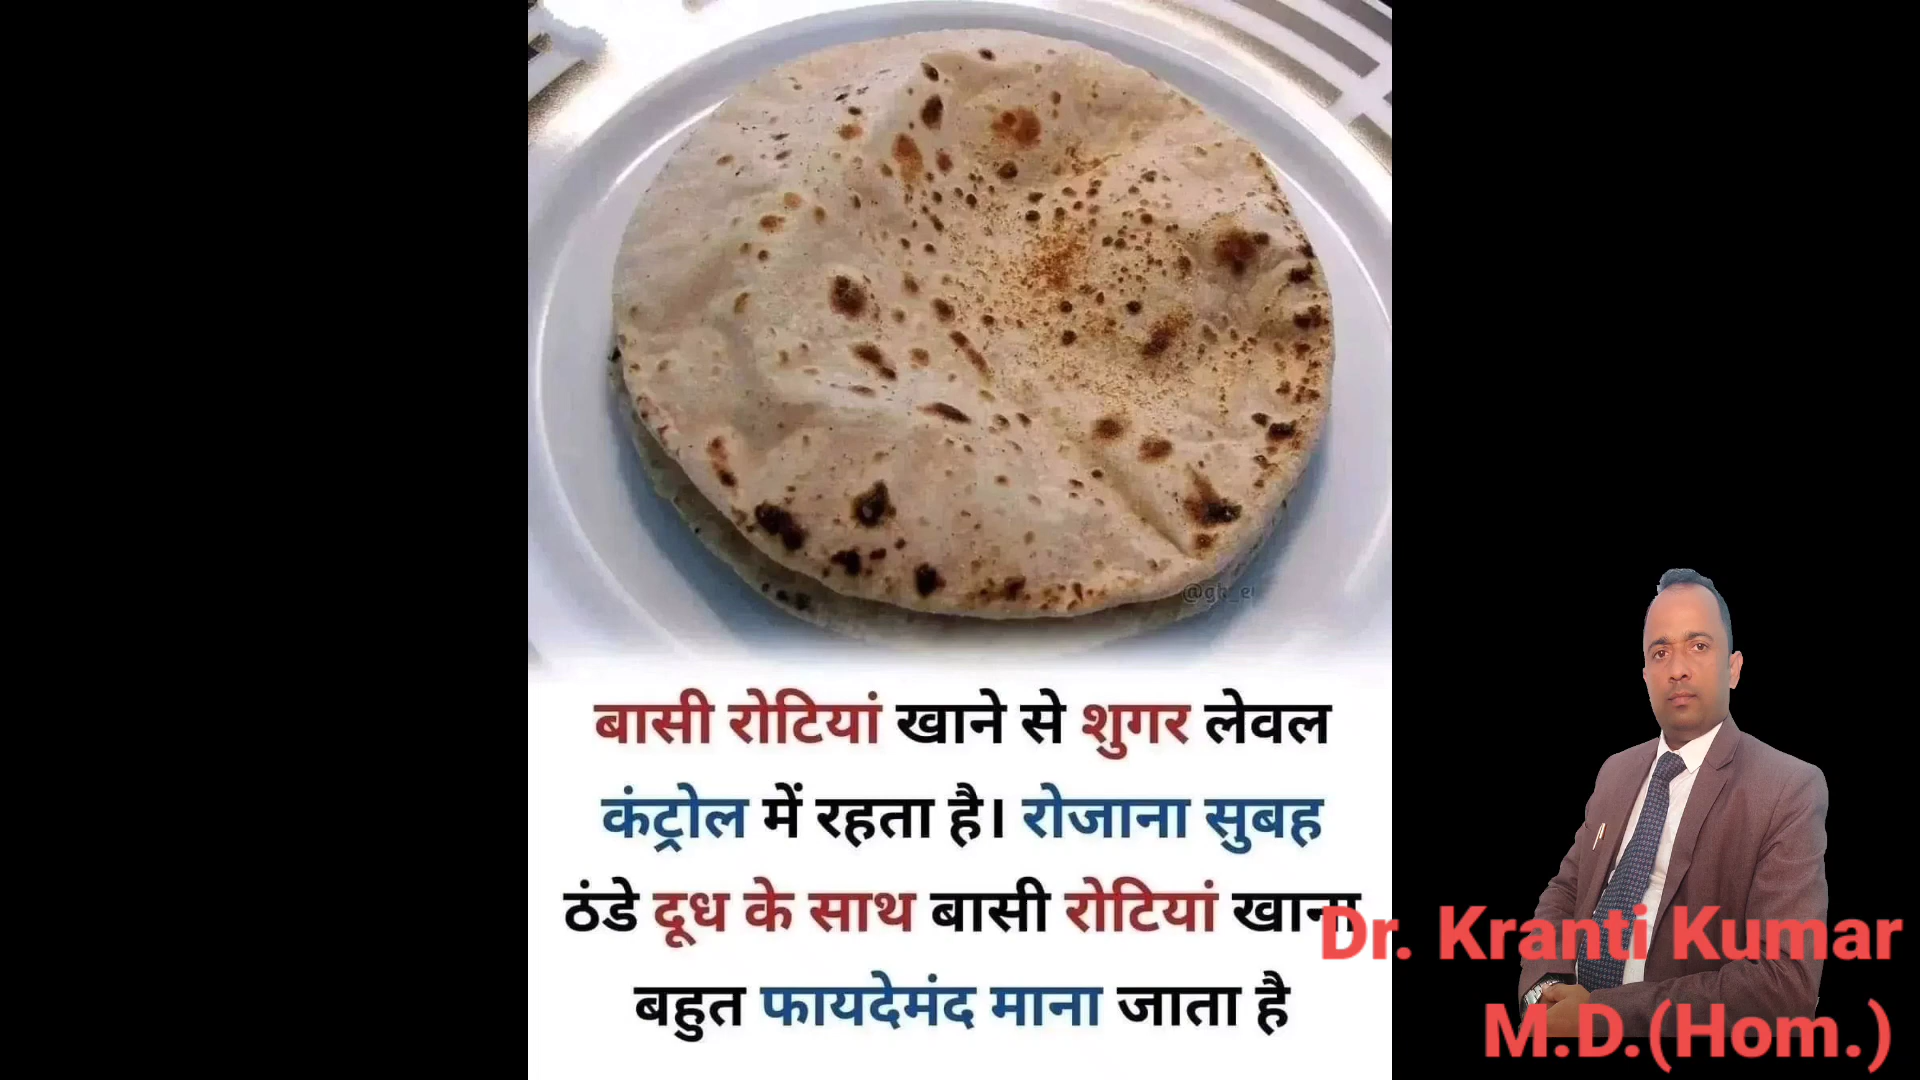 बासी रोटियां खाने से शुगर लेवल
कंट्रोल में रहता है। रोजाना सुबह
ठंडे दूध के साथ बासी रोटियां खाना
बहुत फायदेमंद माना जाता है
Dr. Kranti Kumar
M.D.(Hom.)